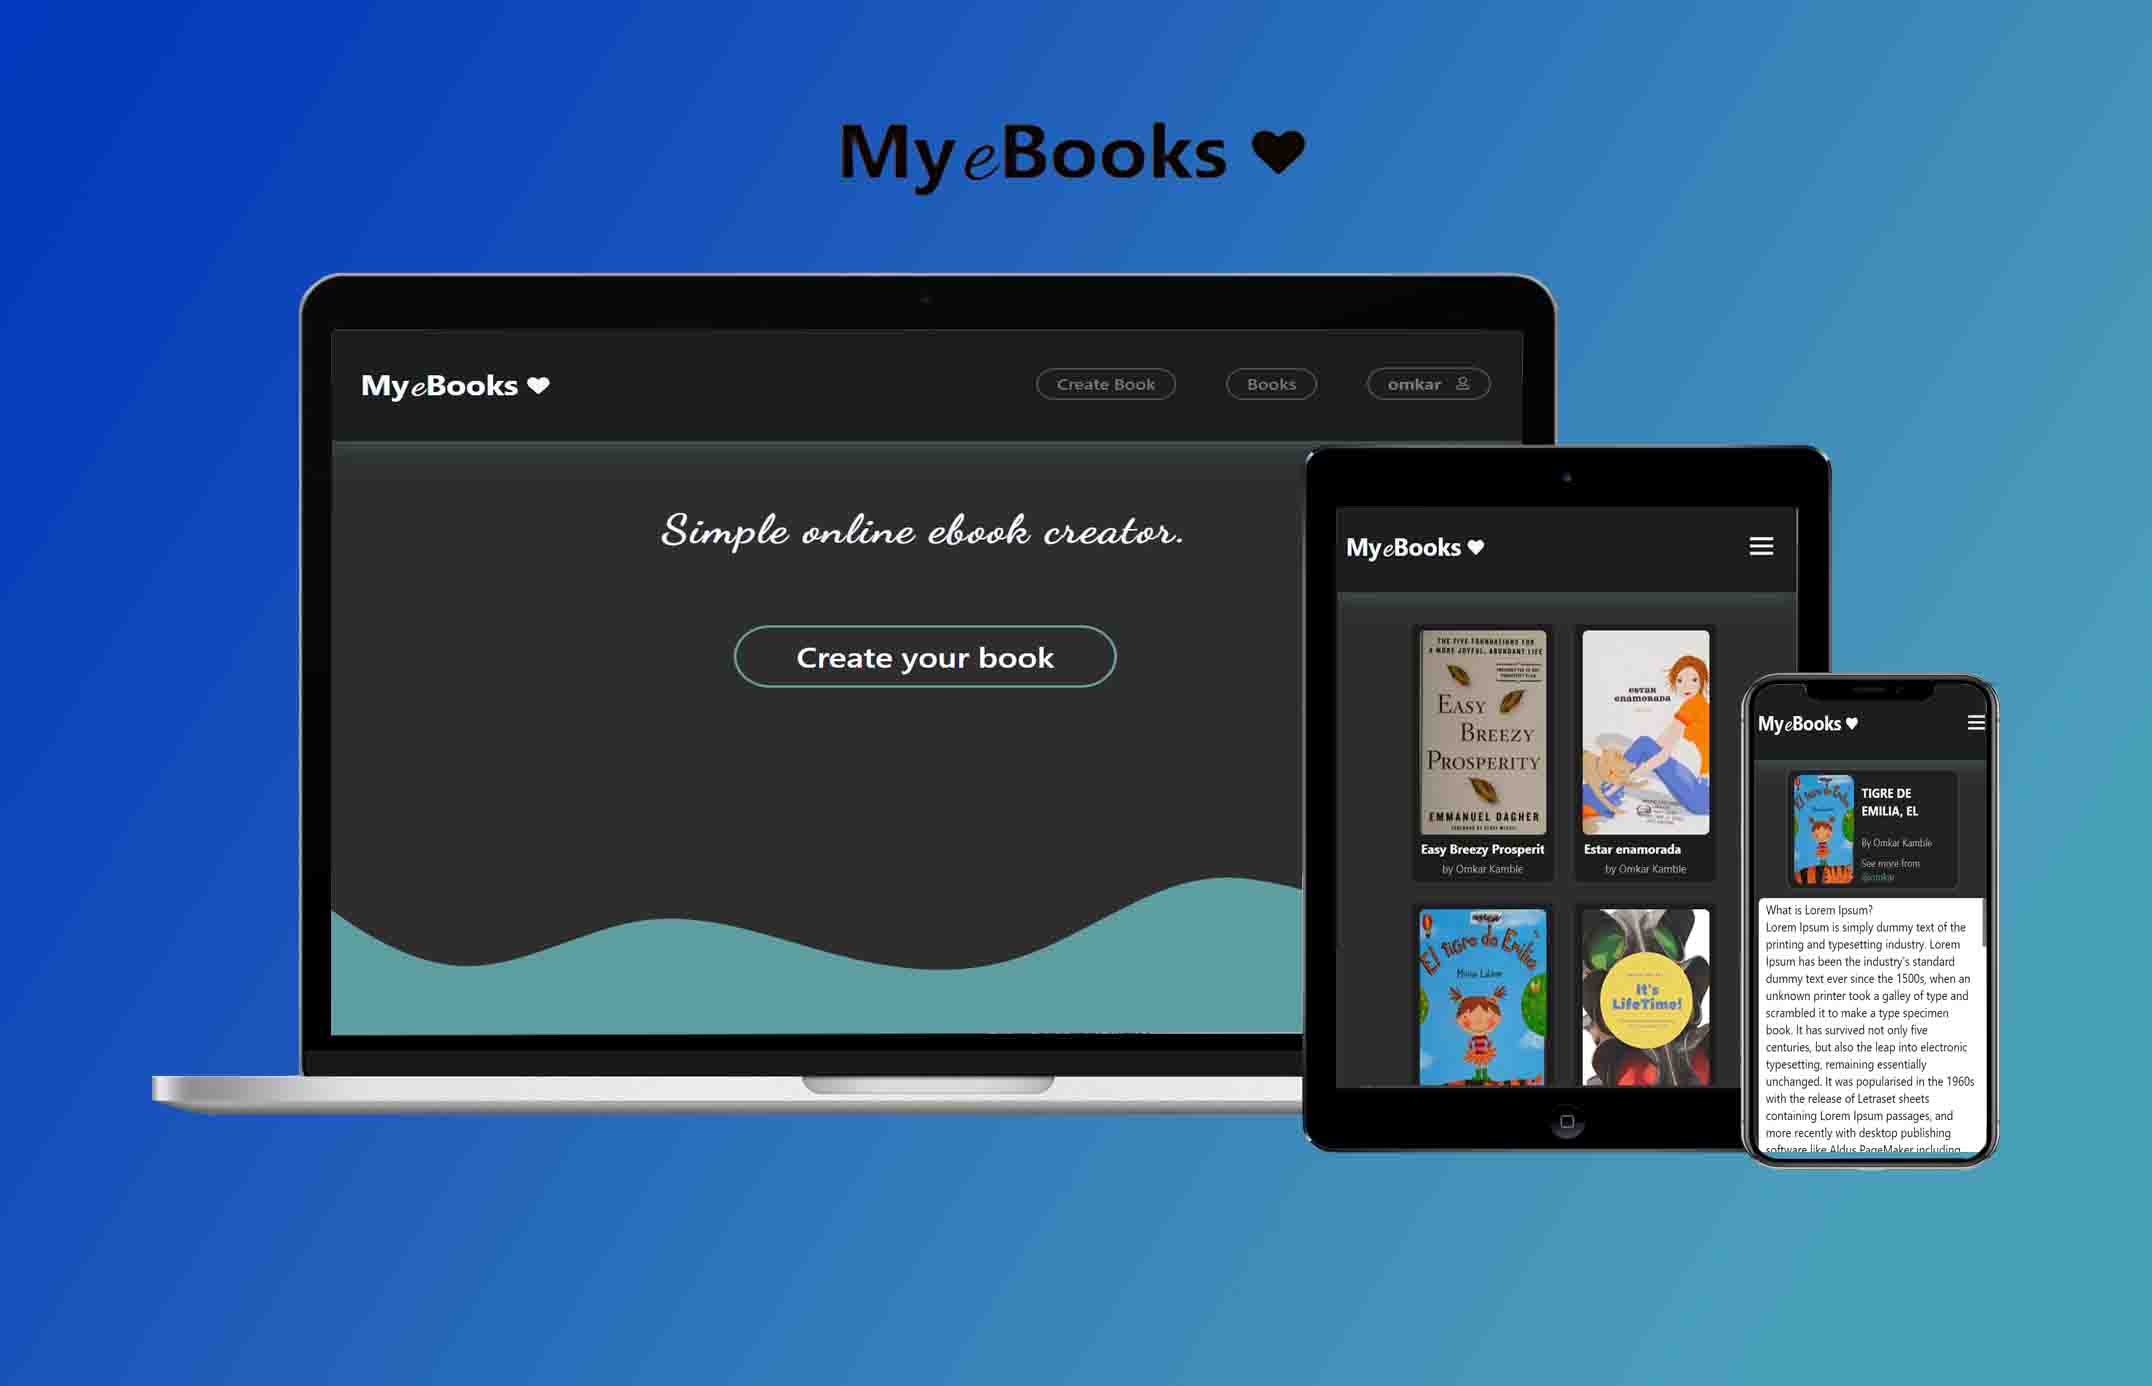 My eBooks
MyeBooks
Create Book
Books
omkar
Simple online ebook creator.
Create your book
MyeBooks
THE FIVE FOUNDATIONS FOR
A MORE JOYFUL, ABUNDANT LIFE
EASY
BREEZY
PROSPERITY
EMMANUEL DAGHER
Easy Breezy Prosperit
by Omkar Kamble
ESTAR
enamorada
Estar enamorada
by Omkar Kamble
El tigre de Emilia
It's
LifeTime!
MyeBooks
El tigre de Emilia
TIGRE DE
EMILIA, EL
By Omkar Kamble
See more from
@omkar
What is Lorem Ipsum?
Lorem Ipsum is simply dummy text of the
printing and typesetting industry. Lorem
Ipsum has been the industry's standard
dummy text ever since the 1500s, when an
unknown printer took a galley of type and
scrambled it to make a type specimen
book. It has survived not only five
centuries, but also the leap into electronic
typesetting, remaining essentially
unchanged. It was popularised in the 1960s
with the release of Letraset sheets
containing Lorem Ipsum passages, and
more recently with desktop publishing
software like Aldus PageMaker including